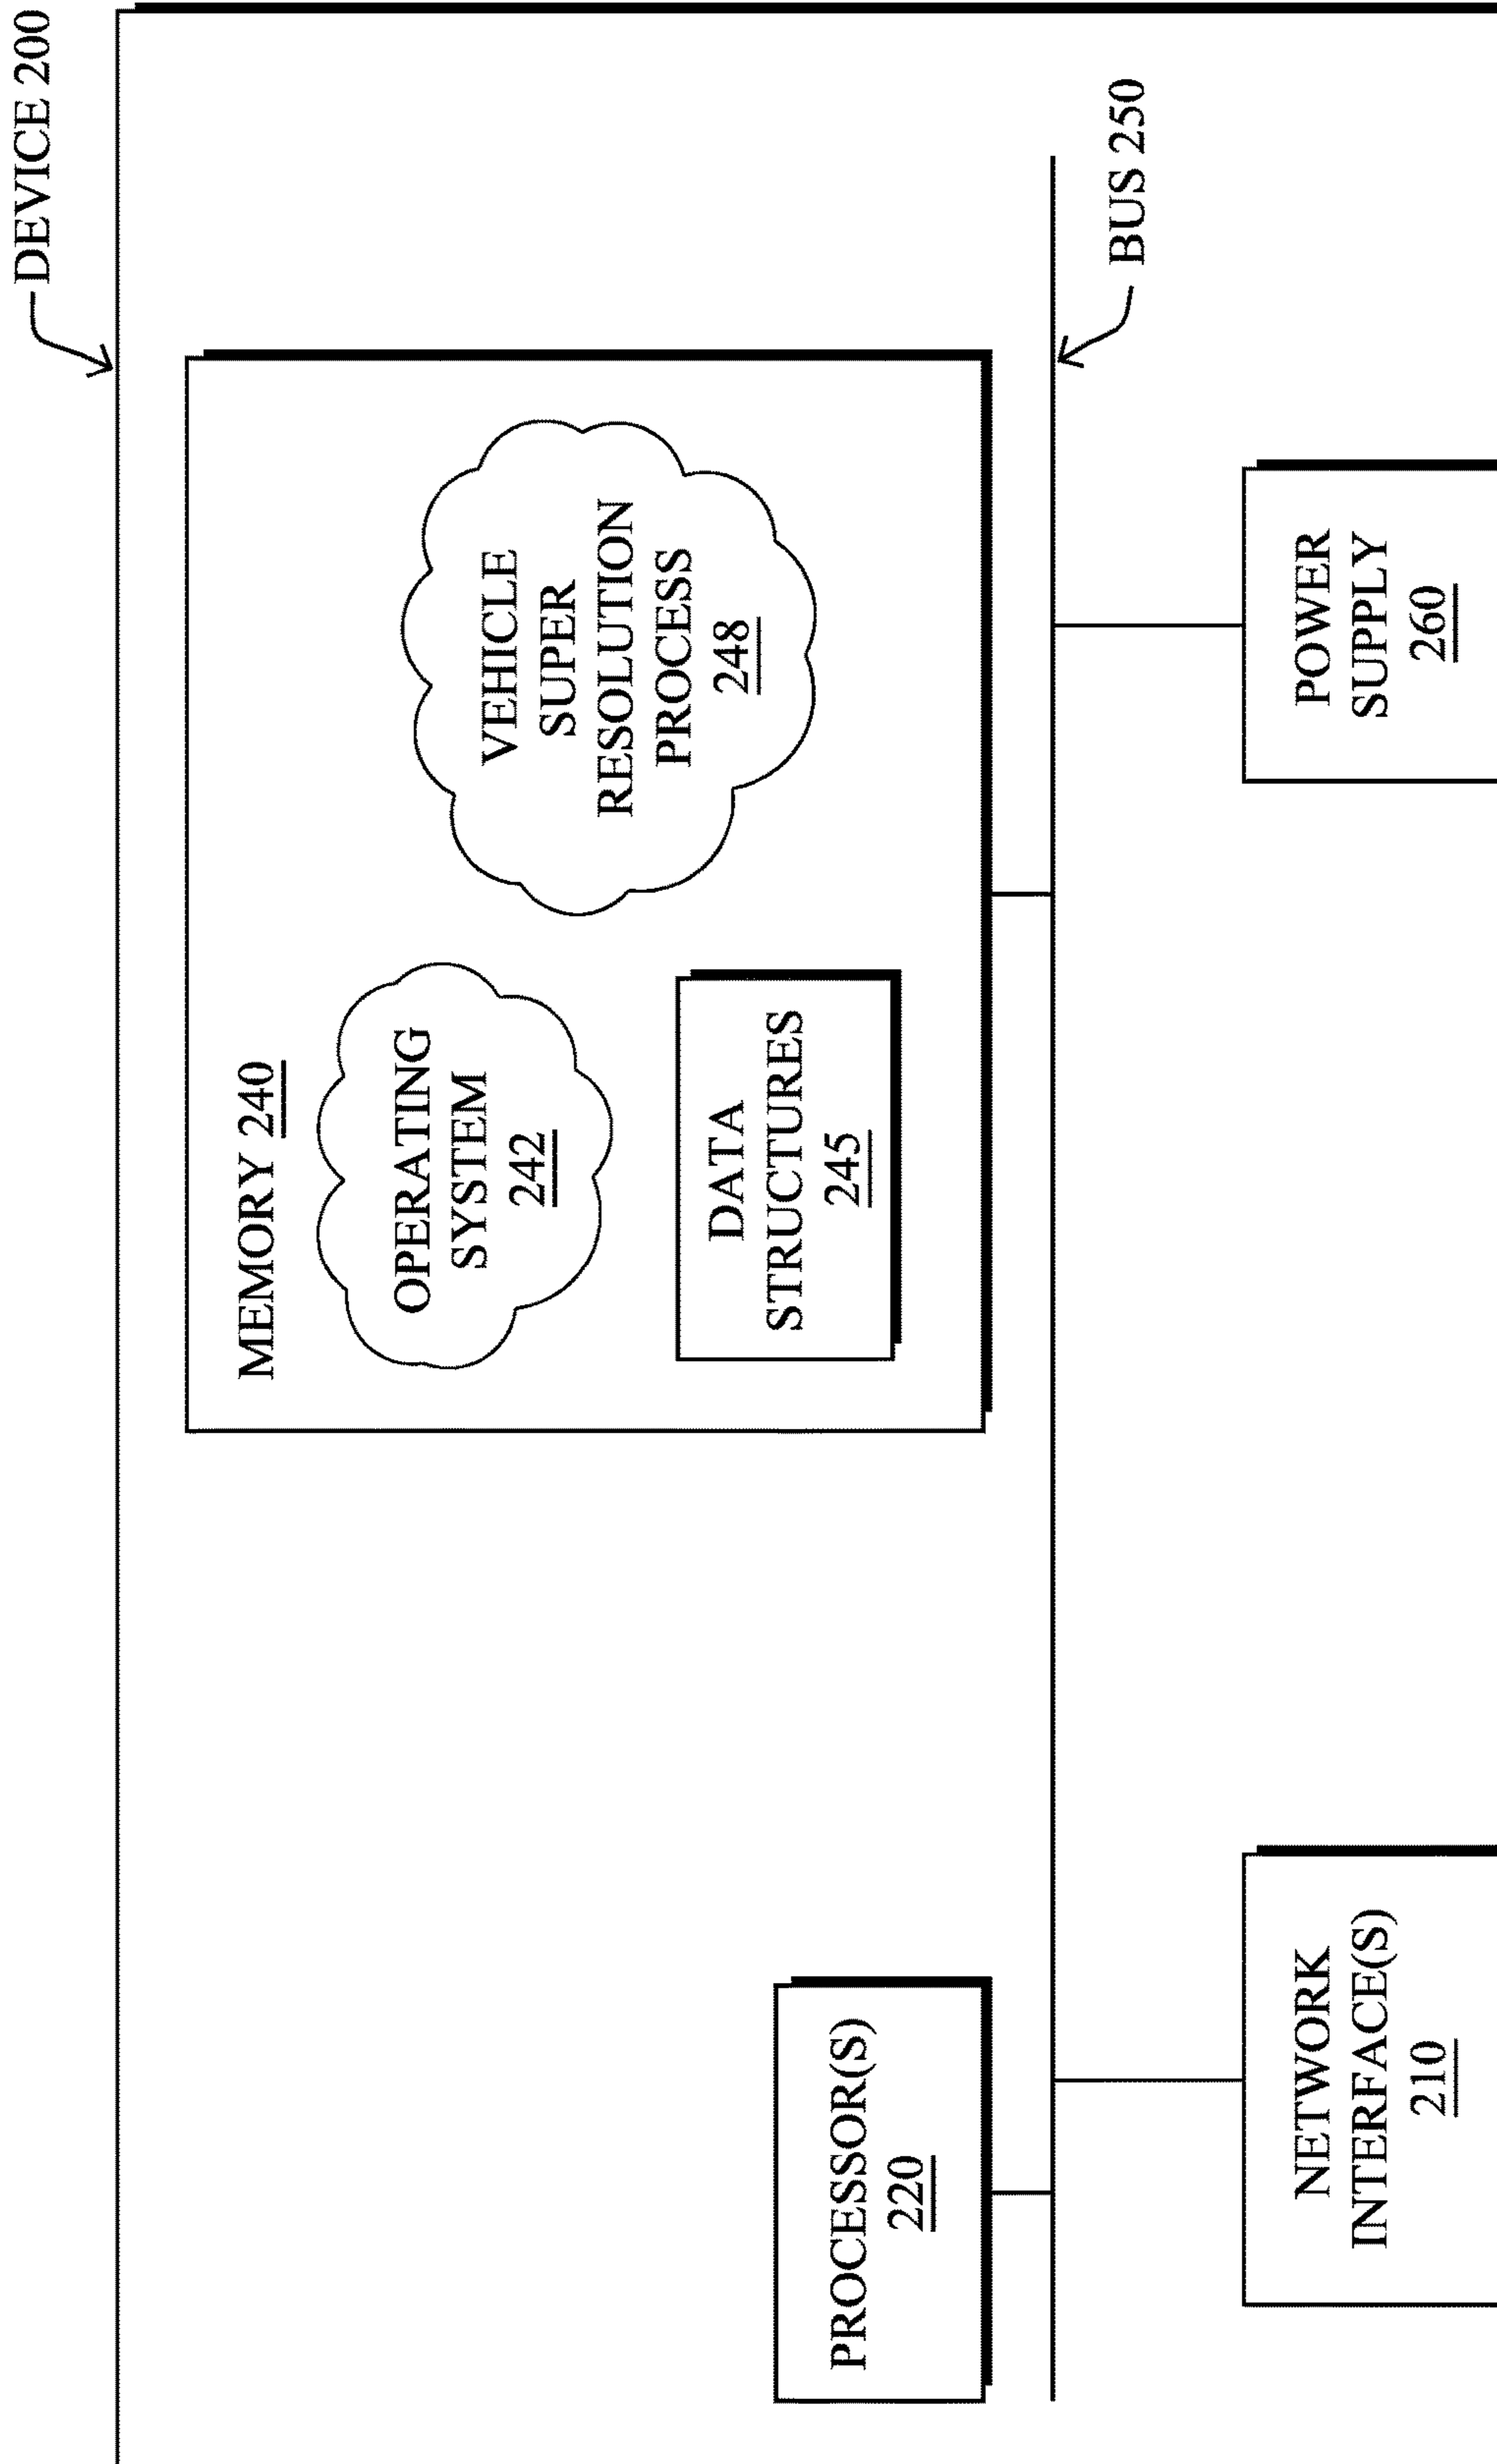 DEVICE 200
MEMORY 240
OPERATING
SYSTEM
242
VEHICLE
SUPER
RESOLUTION
PROCESS
248
DATA
STRUCTURES
245
PROCESSOR(S)
220
BUS 250
NETWORK
INTERFACE(S)
210
POWER
SUPPLY
260